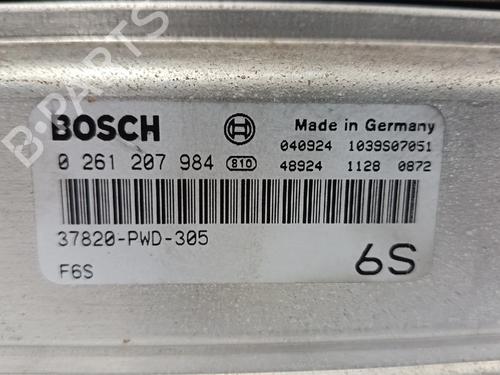 B-PARTS
BOSCH Made in Germany
040924 1039S07051
0 261 207 984 810 48924 1128 0872
37820-PWD-305
F6S 6S